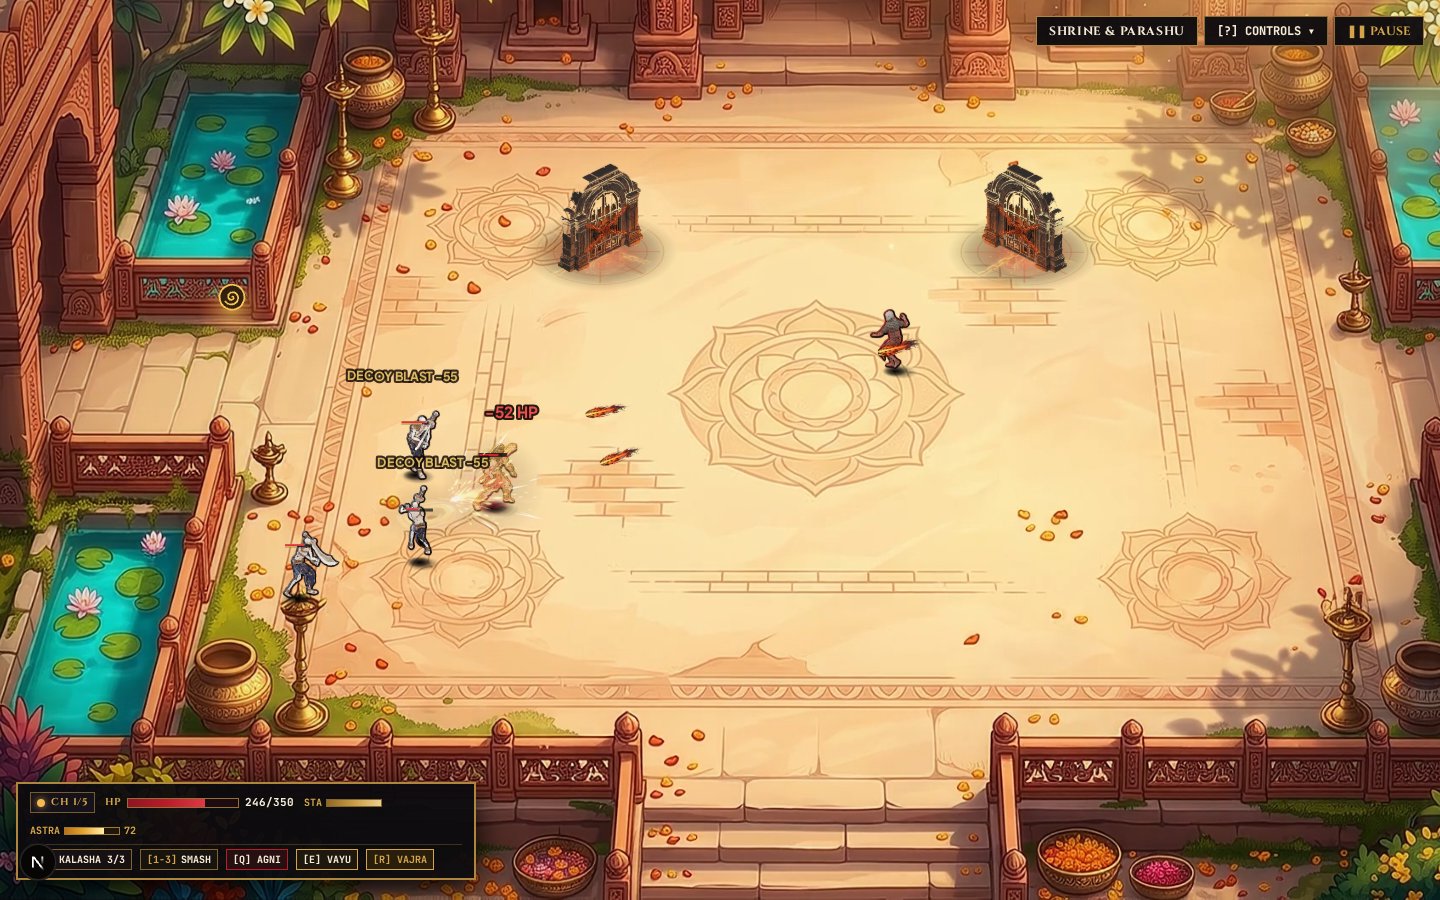 SHRINE & PARASHU
[?] CONTROLS ▾
❚❚ PAUSE
DECOY BLAST -55
-52 HP
DECOY BLAST -55
CH 1/5 HP 246/350 STA
ASTRA 72
N KALASHA 3/3 [1-3] SMASH [Q] AGNI [E] VAYU [R] VAJRA